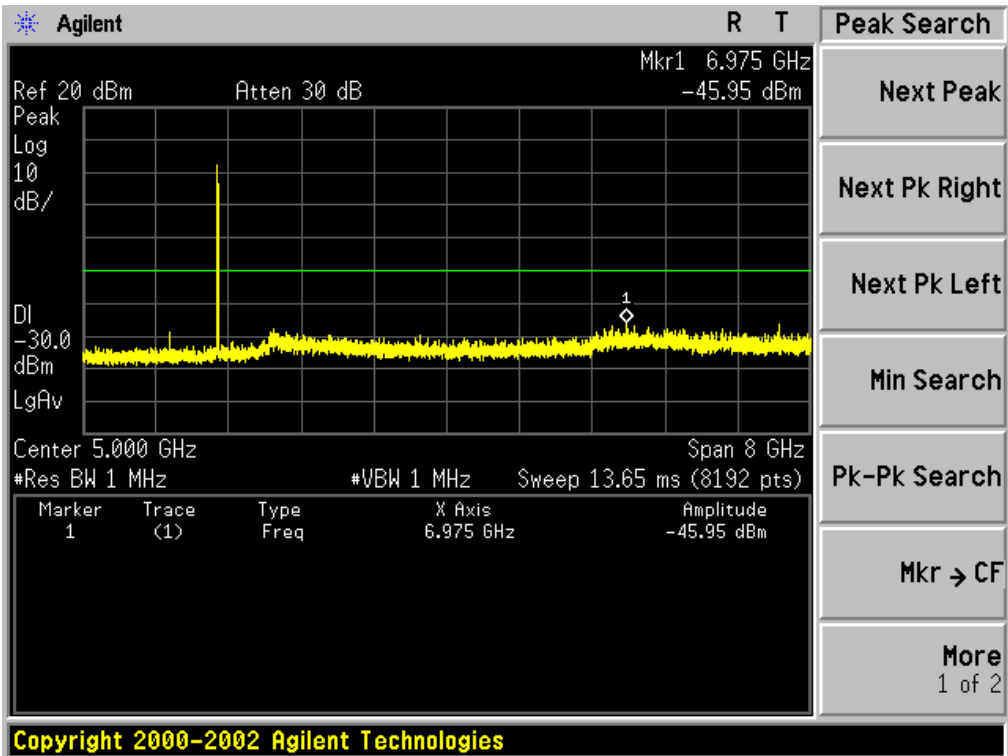 Agilent R T
Mkr1 6.975 GHz
Ref 20 dBm Atten 30 dB -45.95 dBm
Peak
Log
10
dB/
1
DI
-30.0
dBm
LgAv
Center 5.000 GHz Span 8 GHz
#Res BW 1 MHz #VBW 1 MHz Sweep 13.65 ms (8192 pts)
Marker Trace Type X Axis Amplitude
1 (1) Freq 6.975 GHz -45.95 dBm
Copyright 2000-2002 Agilent Technologies
Peak Search
Next Peak
Next Pk Right
Next Pk Left
Min Search
Pk-Pk Search
Mkr → CF
More
1 of 2